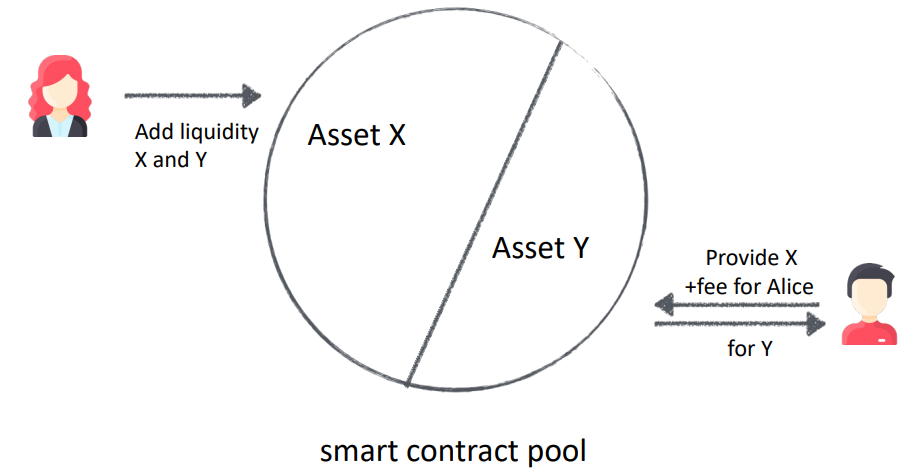 Add liquidity
X and Y
Asset X
Asset Y
Provide X
+fee for Alice
for Y
smart contract pool